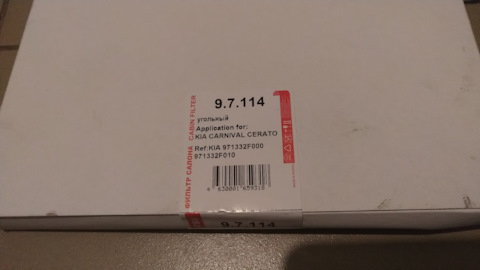 9.7.114
угольный
Application for:
KIA CARNIVAL CERATO
Ref:KIA 971332F000
971332F010
ФИЛЬТР САЛОНА CABIN FILTER
9.7.114